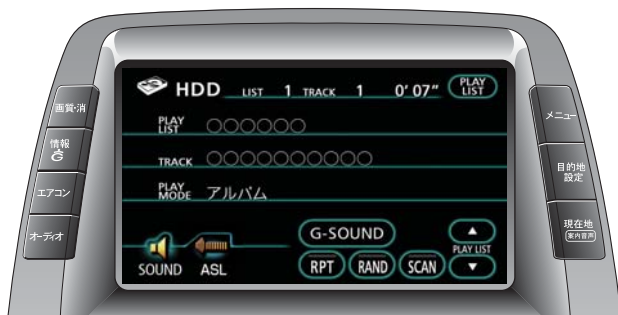 画質・消
情報
G
エアコン
オーディオ
HDD LIST 1 TRACK 1 0' 07" PLAY LIST
PLAY LIST ○○○○○○
TRACK ○○○○○○○○○○
PLAY MODE アルバム
SOUND ASL
G-SOUND
RPT RAND SCAN
▲
PLAY LIST
▼
メニュー
目的地
設定
現在地
案内音声